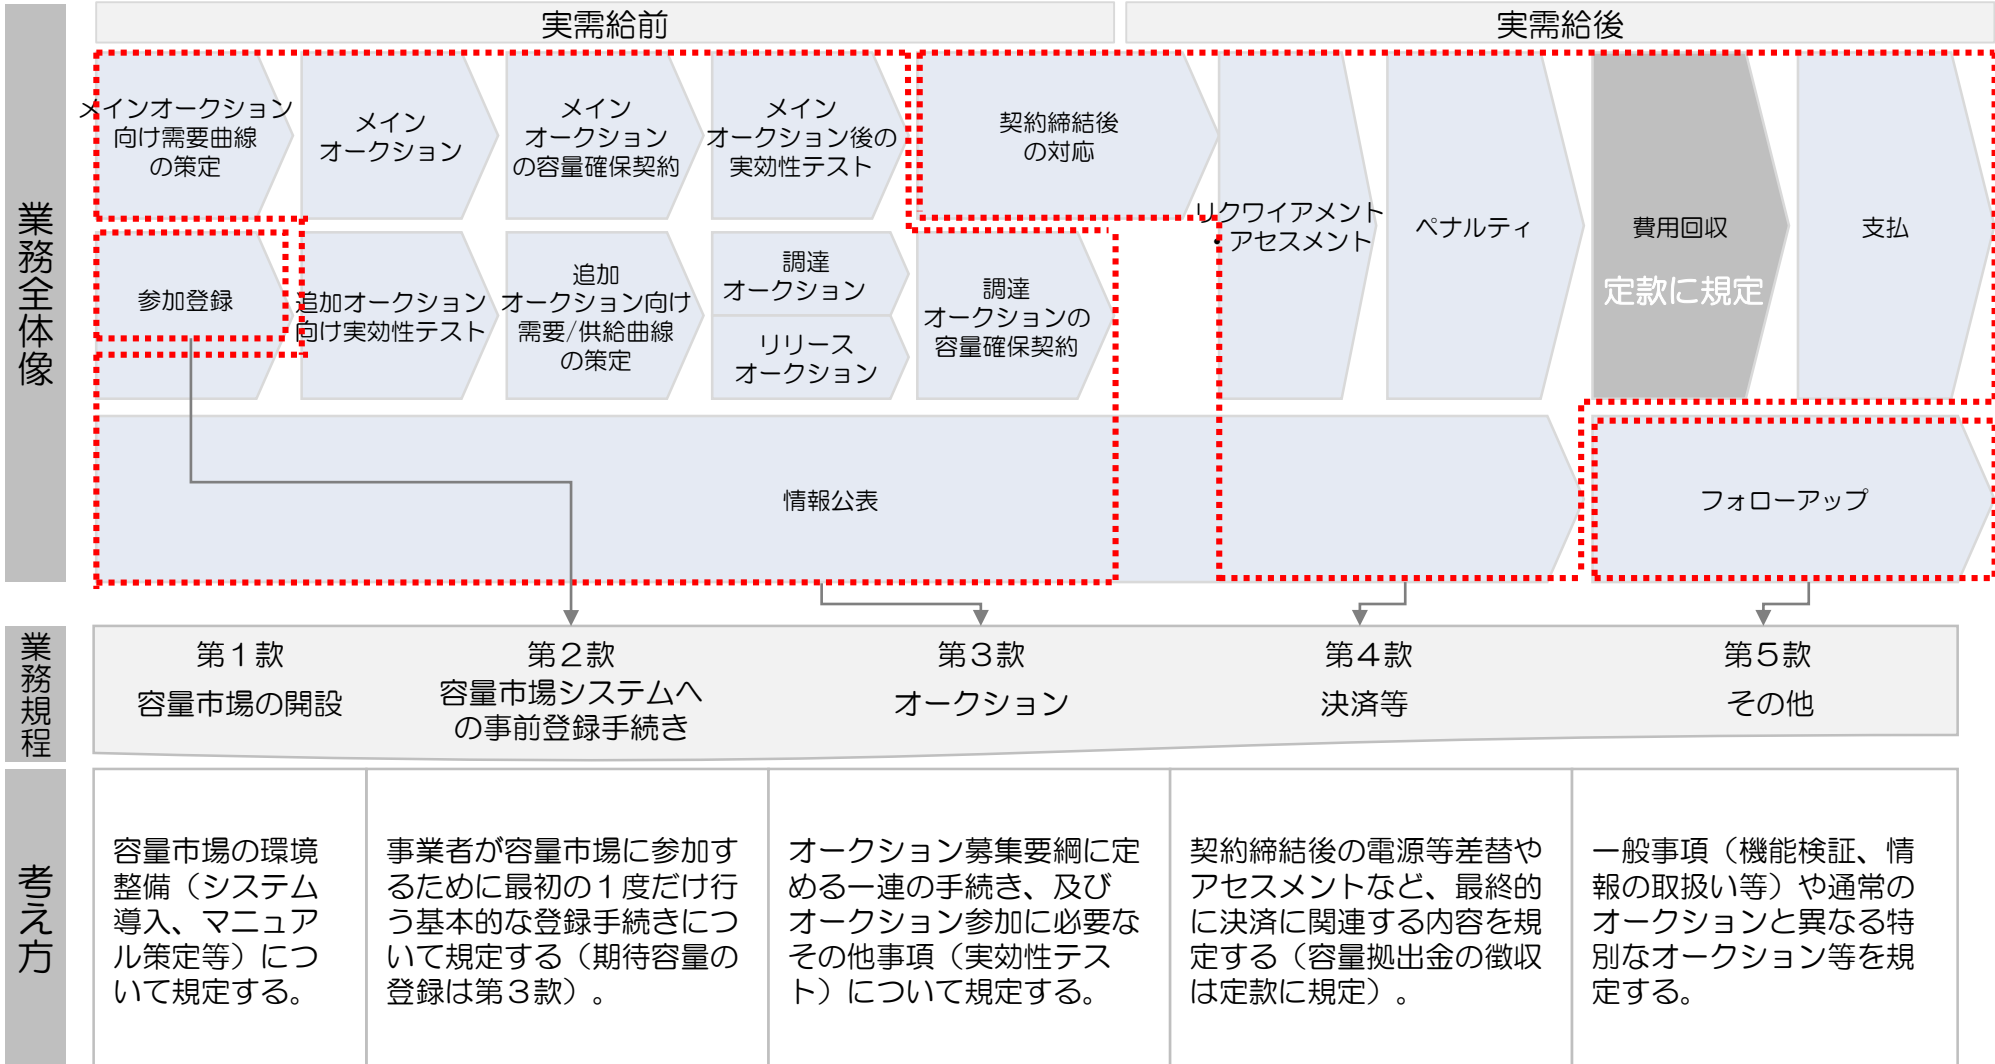 実需給前
実需給後
業務全体像
メインオークション
向け需要曲線
の策定
メイン
オークション
メイン
オークション
の容量確保契約
メイン
オークション後の
実効性テスト
契約締結後
の対応
リクワイアメント
・アセスメント
ペナルティ
費用回収
定款に規定
支払
参加登録
追加オークション
向け実効性テスト
追加
オークション向け
需要/供給曲線
の策定
調達
オークション
リリース
オークション
調達
オークションの
容量確保契約
情報公表
フォローアップ
業務規程
第1款
容量市場の開設
第2款
容量市場システムへ
の事前登録手続き
第3款
オークション
第4款
決済等
第5款
その他
考え方
容量市場の環境
整備（システム
導入、マニュア
ル策定等）につ
いて規定する。
事業者が容量市場に参加す
るために最初の１度だけ行
う基本的な登録手続きにつ
いて規定する（期待容量の
登録は第３款）。
オークション募集要綱に定
める一連の手続き、及び
オークション参加に必要な
その他事項（実効性テス
ト）について規定する。
契約締結後の電源等差替や
アセスメントなど、最終的
に決済に関連する内容を規
定する（容量拠出金の徴収
は定款に規定）。
一般事項（機能検証、情
報の取扱い等）や通常の
オークションと異なる特
別なオークション等を規
定する。